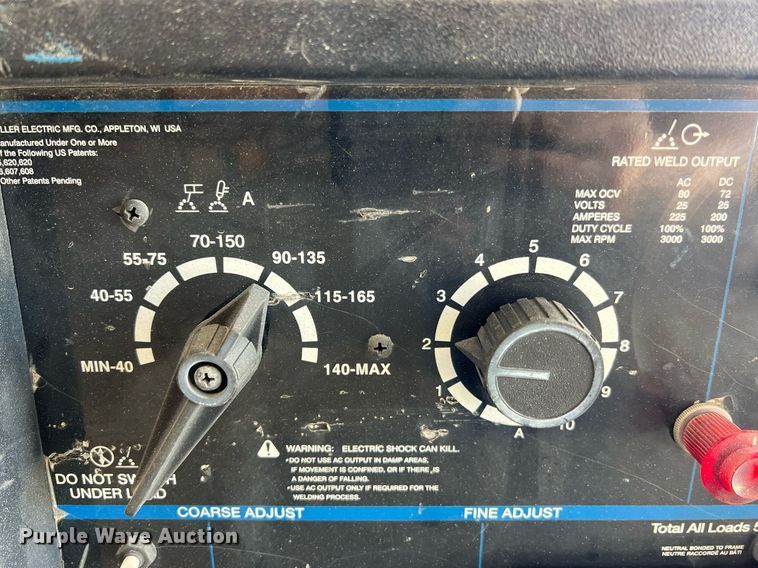 LLER ELECTRIC MFG. CO., APPLETON, WI USA
anufactured Under One or More
f the Following US Patents:
,620,620
,607,608
Other Patents Pending
RATED WELD OUTPUT
AC DC
MAX OCV 80 72
VOLTS 25 25
AMPERES 225 200
DUTY CYCLE 100% 100%
MAX RPM 3000 3000
A
70-150
55-75 90-135
40-55 115-165
MIN-40 140-MAX
5
4 6
3 7
2 8
1 9
A 10
WARNING: ELECTRIC SHOCK CAN KILL.
DO NOT USE AC OUTPUT IN DAMP AREAS,
IF MOVEMENT IS CONFINED, OR IF THERE IS
A DANGER OF FALLING.
USE AC OUTPUT ONLY IF REQUIRED FOR THE
WELDING PROCESS.
DO NOT SW CH
UNDER L D
COARSE ADJUST FINE ADJUST
Total All Loads 5
NEUTRAL BONDED TO FRAME
NEUTRE RACCORDÉ AU BÂTI
Purple Wave Auction